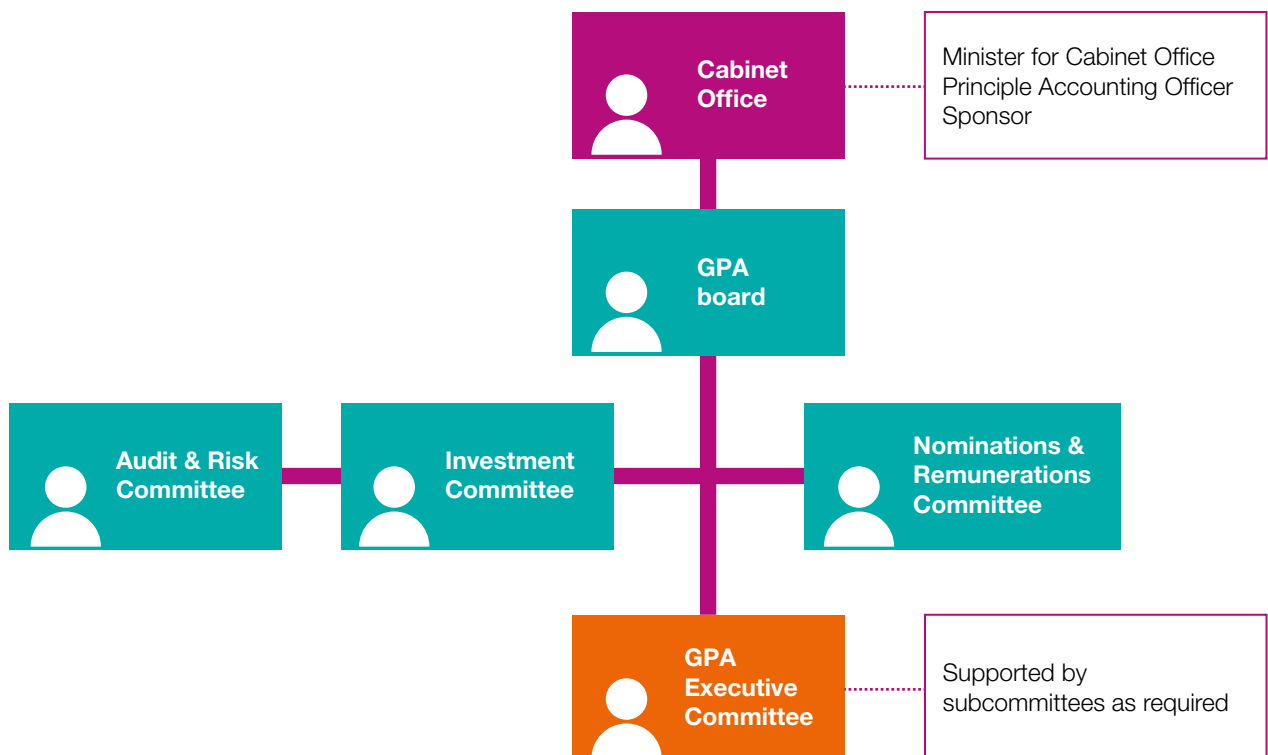 Cabinet
Office
Minister for Cabinet Office
Principle Accounting Officer
Sponsor
GPA
board
Audit & Risk
Committee
Investment
Committee
Nominations &
Remunerations
Committee
GPA
Executive
Committee
Supported by
subcommittees as required